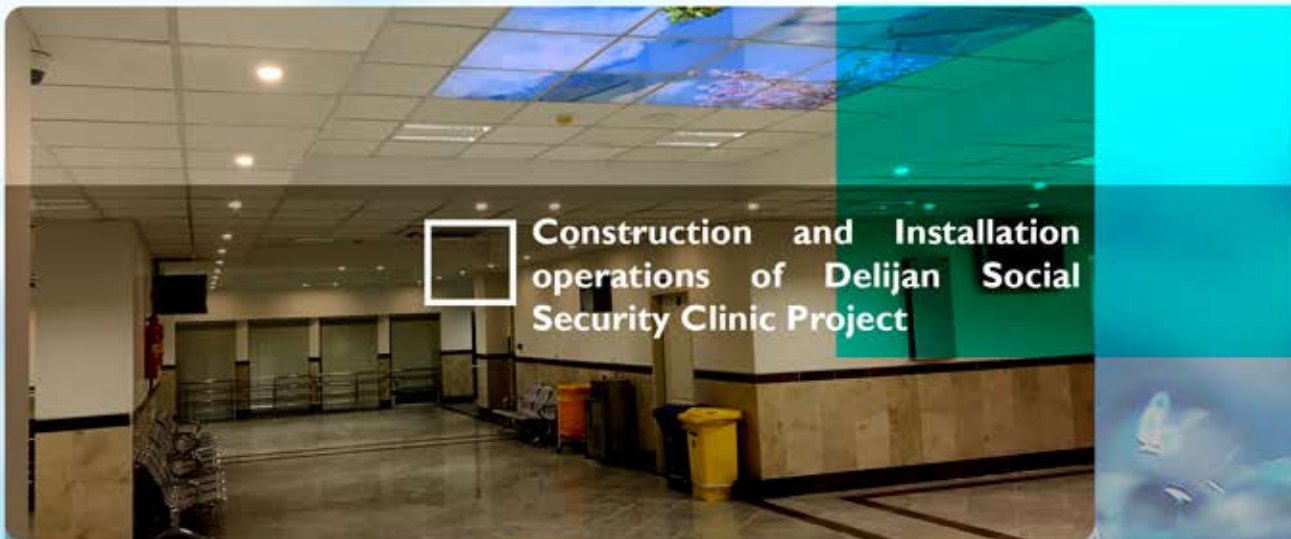 Construction and Installation
operations of Delijan Social
Security Clinic Project